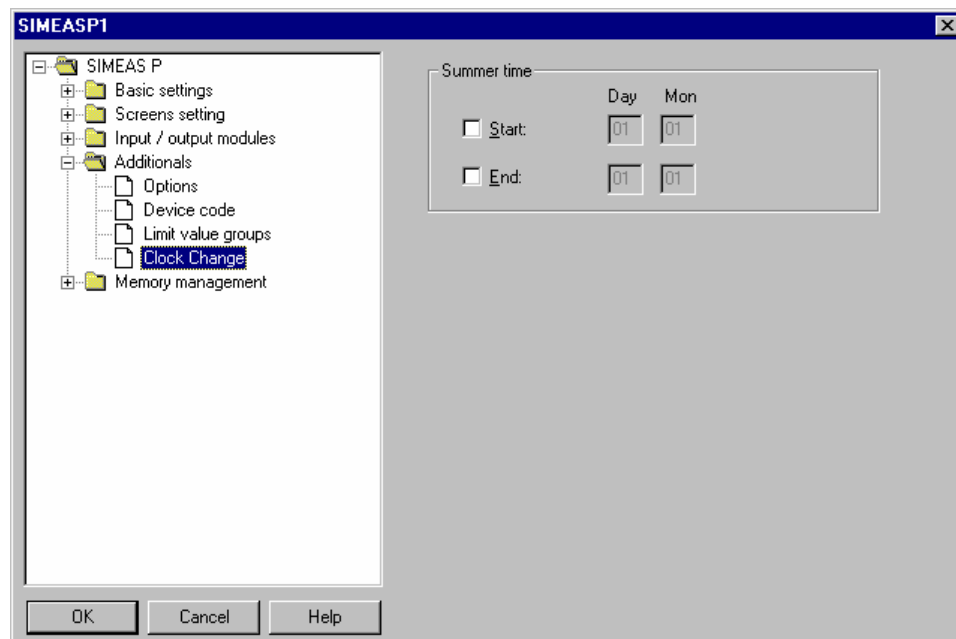 SIMEASP1
SIMEAS P
Basic settings
Screens setting
Input / output modules
Additionals
Options
Device code
Limit value groups
Clock Change
Memory management
Summer time
Day Mon
Start: 01 01
End: 01 01
OK Cancel Help